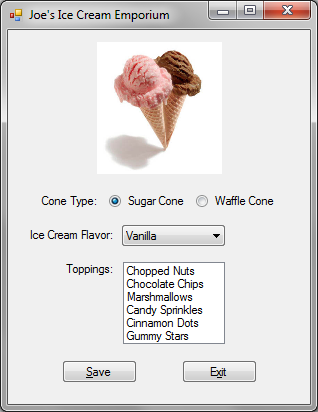 Joe's Ice Cream Emporium
Cone Type: Sugar Cone Waffle Cone
Ice Cream Flavor: Vanilla
Toppings: Chopped Nuts
Chocolate Chips
Marshmallows
Candy Sprinkles
Cinnamon Dots
Gummy Stars
Save Exit